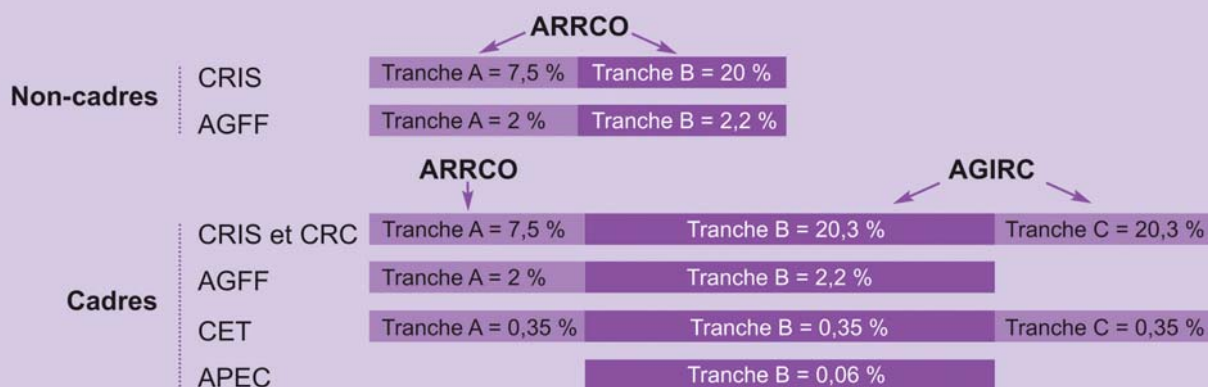 ARRCO
Non-cadres
CRIS Tranche A = 7,5 % Tranche B = 20 %
AGFF Tranche A = 2 % Tranche B = 2,2 %
ARRCO AGIRC
Cadres
CRIS et CRC Tranche A = 7,5 % Tranche B = 20,3 % Tranche C = 20,3 %
AGFF Tranche A = 2 % Tranche B = 2,2 %
CET Tranche A = 0,35 % Tranche B = 0,35 % Tranche C = 0,35 %
APEC Tranche B = 0,06 %